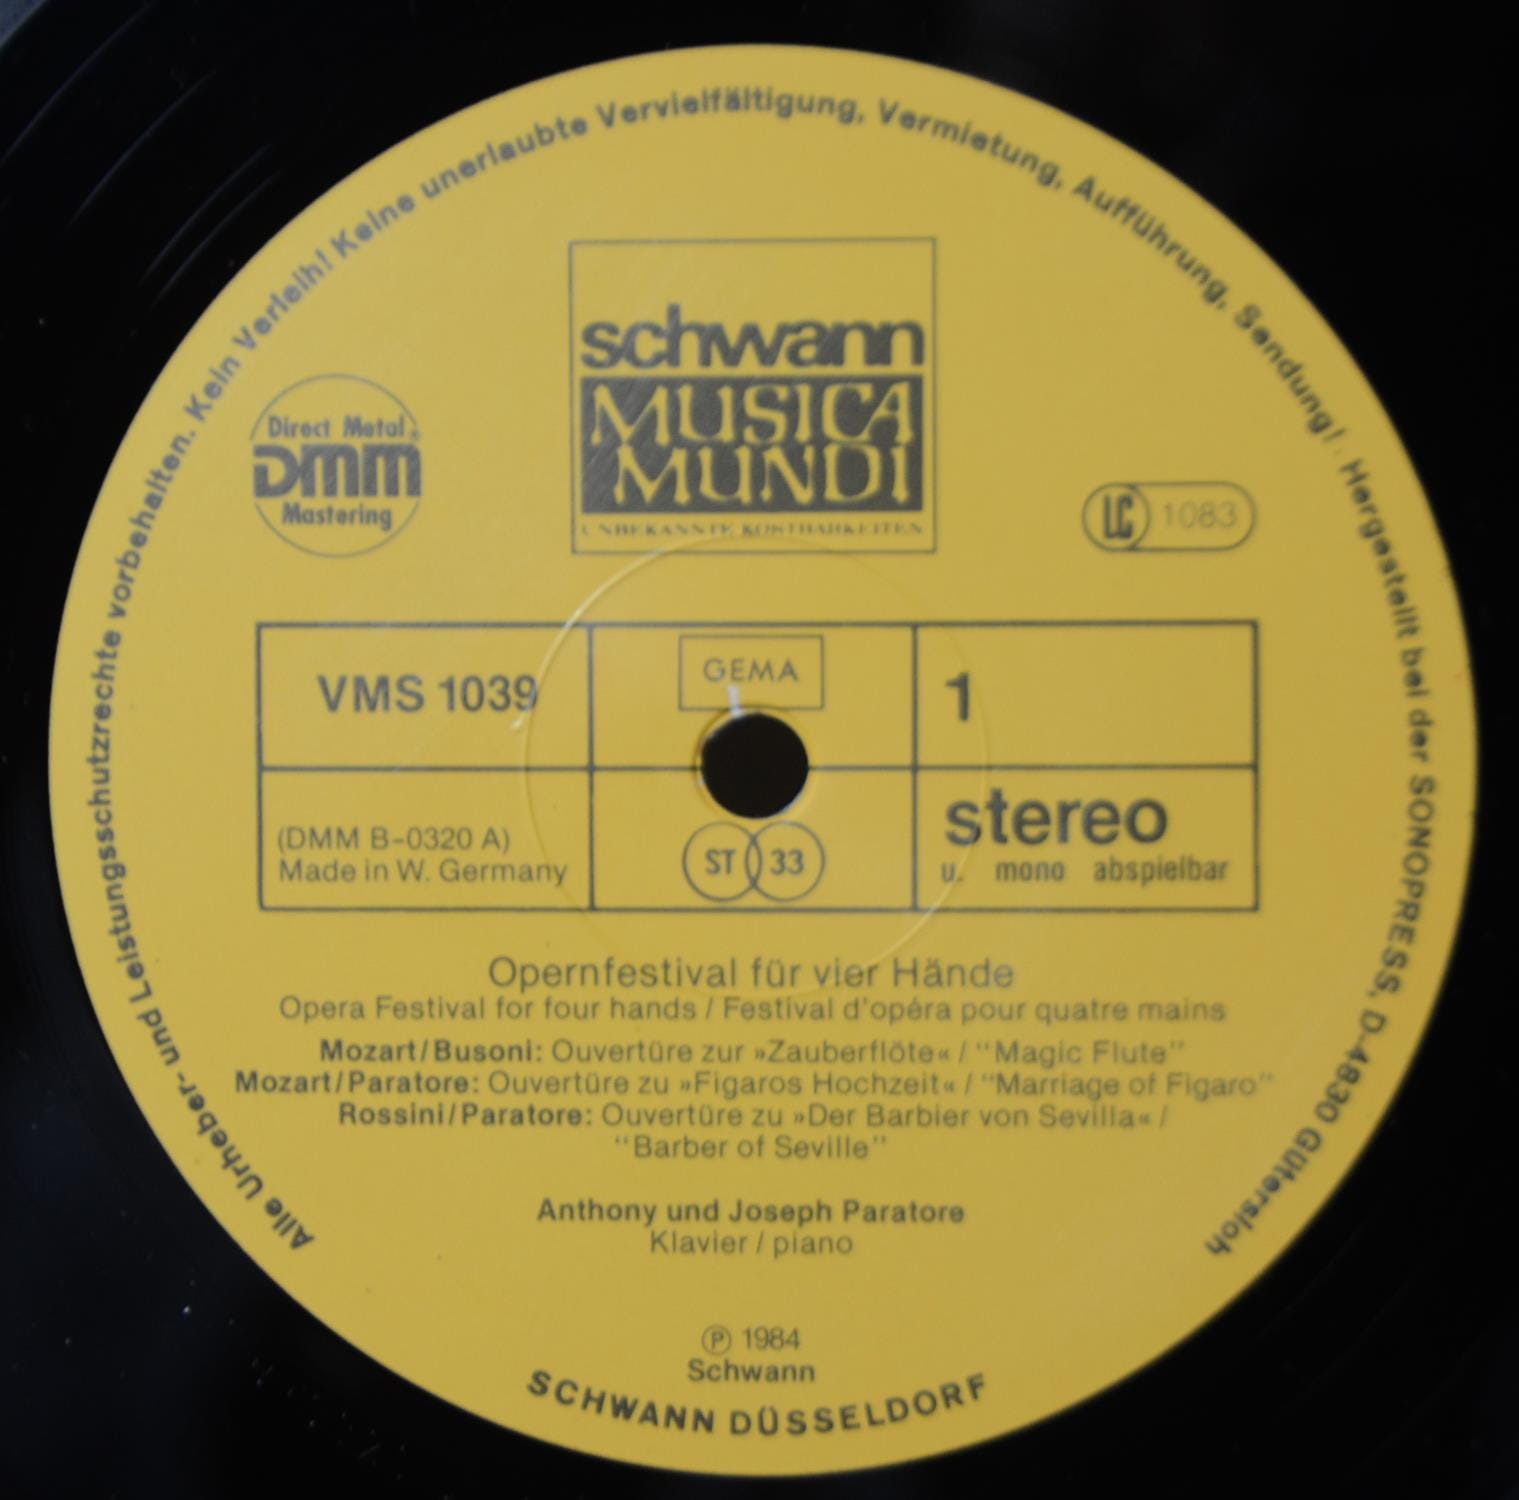 Alle Urheber- und Leistungsschutzrechte vorbehalten. Kein Verleih! Keine unerlaubte Vervielfältigung, Vermietung, Aufführung, Sendung! · Hergestellt bei der SONOPRESS, D-4830 Gütersloh
schwann
MUSICA
MUNDI
UNBEKANNTE KOSTBARKEITEN
Direct Metal
DMM
Mastering
LC 1083
VMS 1039
GEMA
1
(DMM B-0320 A)
Made in W. Germany
ST 33
stereo
u. mono abspielbar
Opernfestival für vier Hände
Opera Festival for four hands / Festival d'opéra pour quatre mains
Mozart/Busoni: Ouvertüre zur »Zauberflöte« / "Magic Flute"
Mozart/Paratore: Ouvertüre zu »Figaros Hochzeit« / "Marriage of Figaro"
Rossini/Paratore: Ouvertüre zu »Der Barbier von Sevilla« /
"Barber of Seville"
Anthony und Joseph Paratore
Klavier / piano
℗ 1984
Schwann
SCHWANN DÜSSELDORF